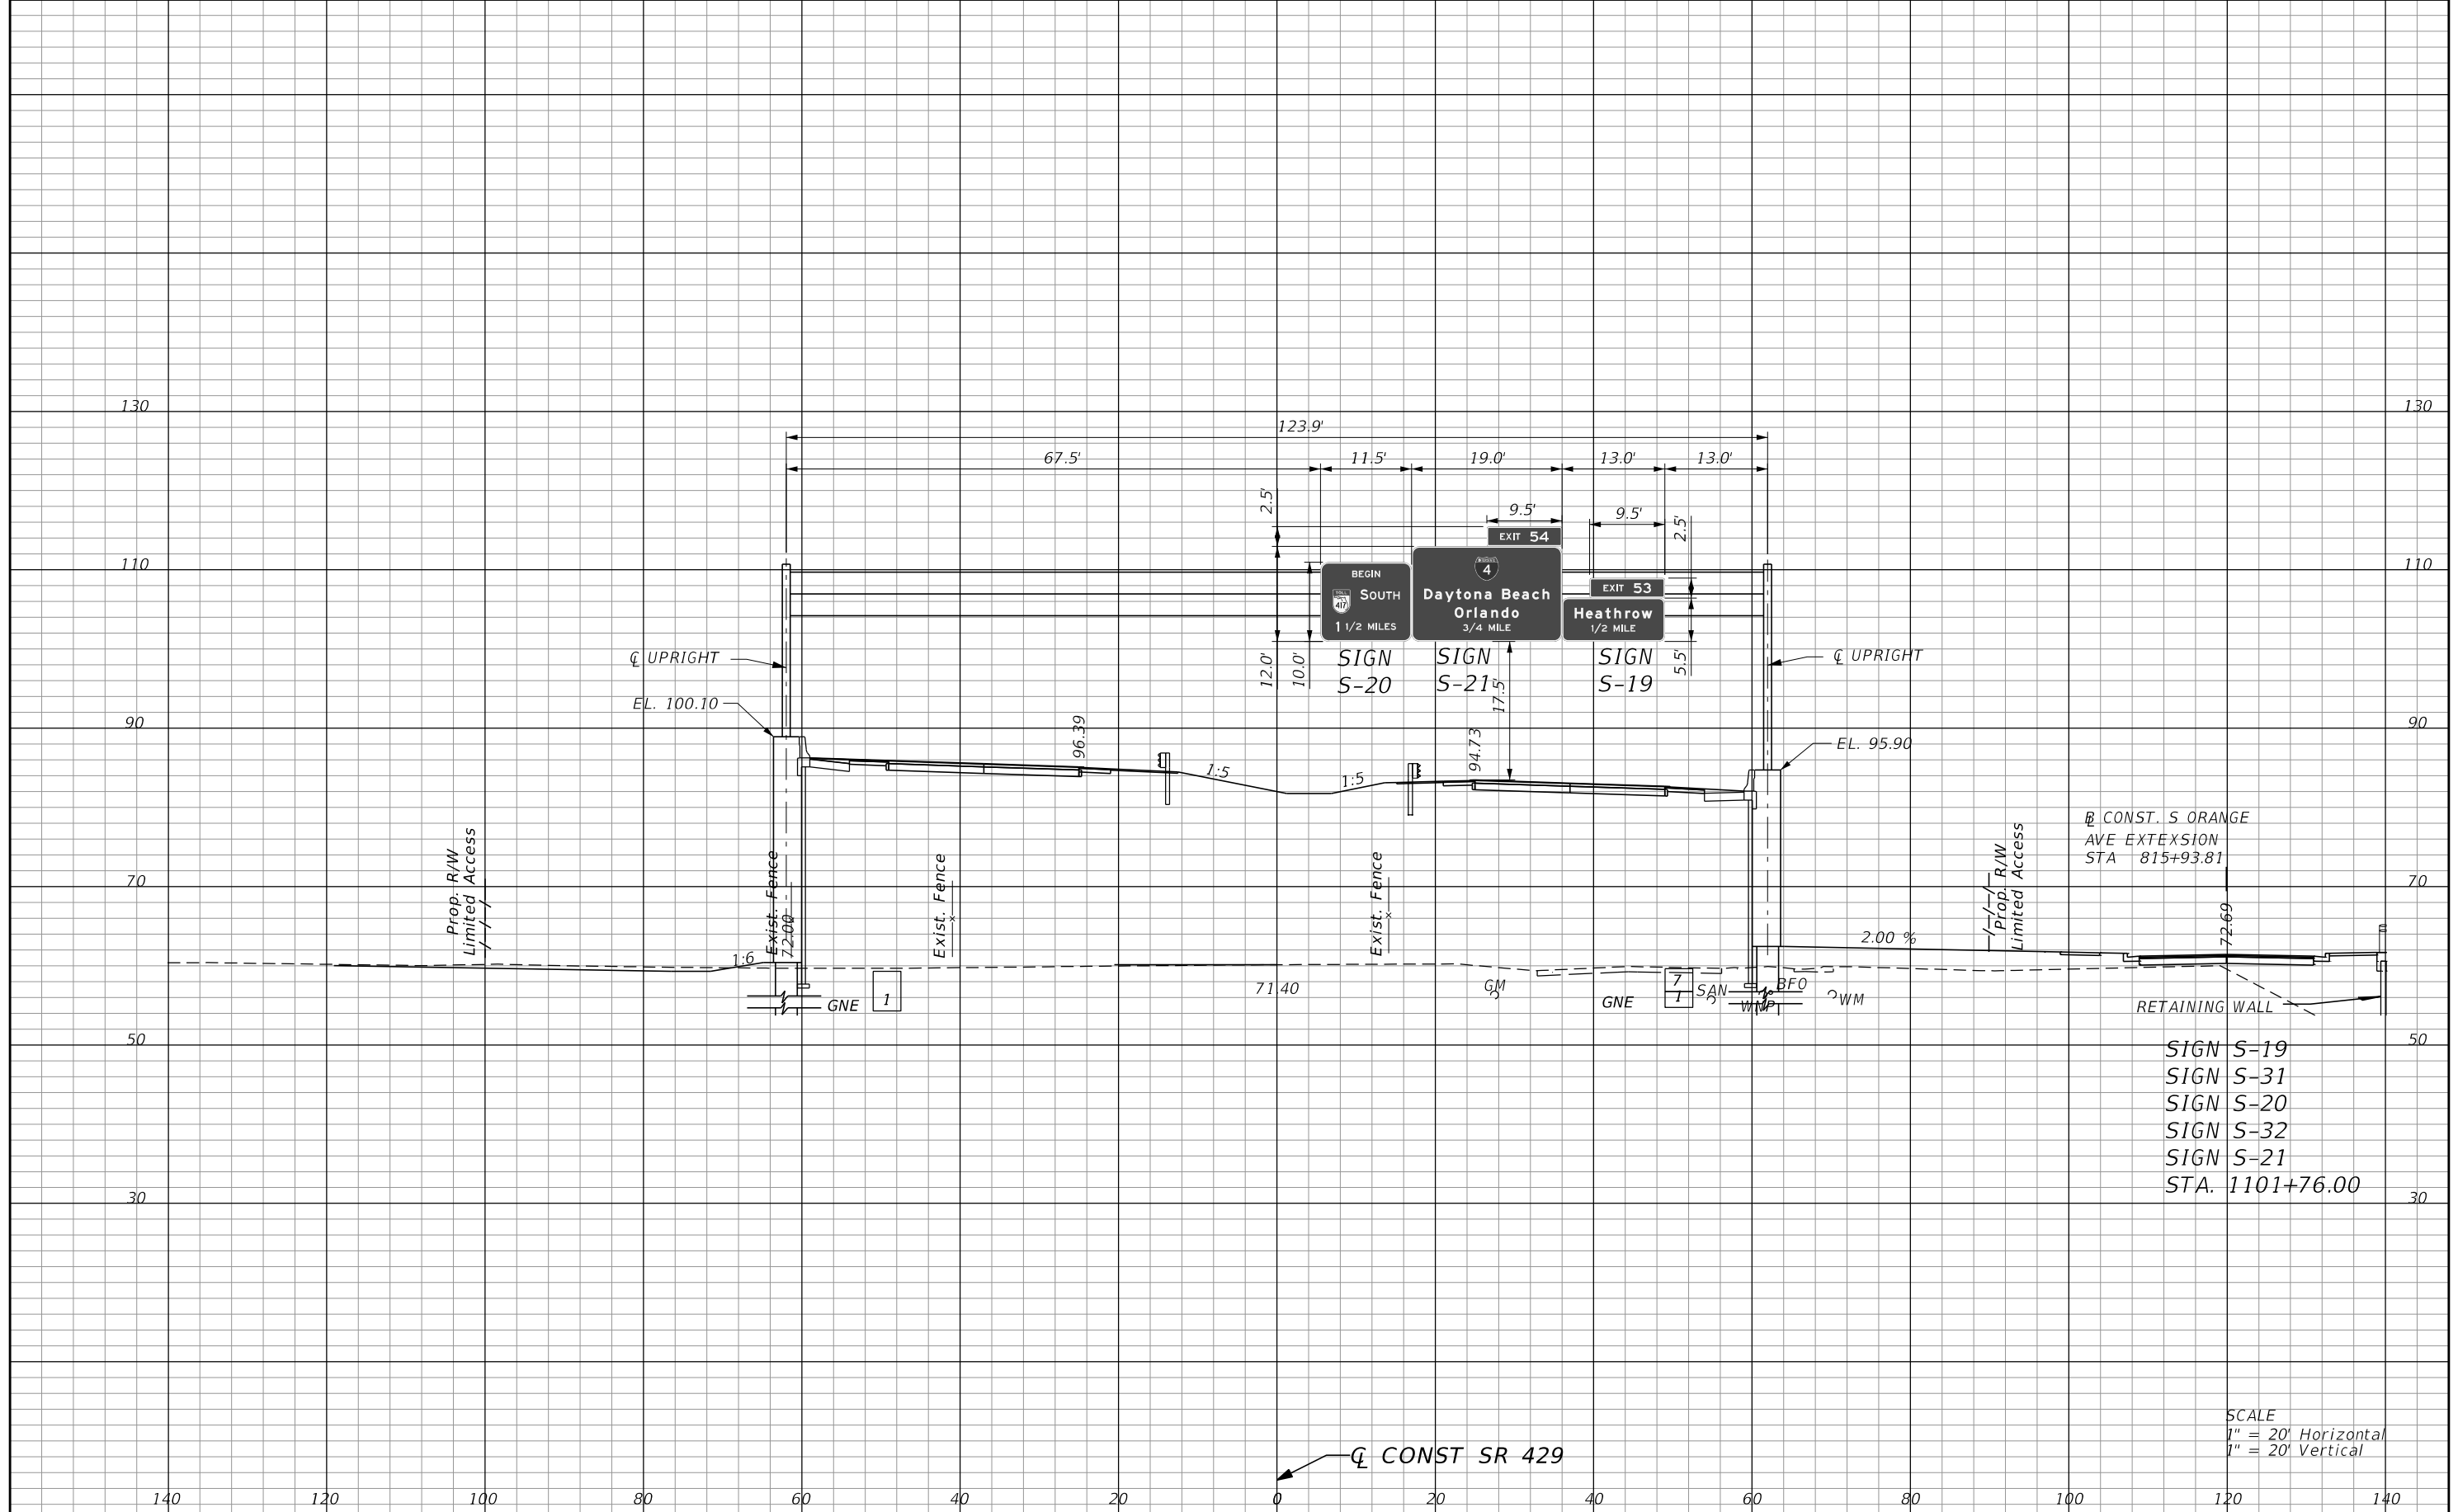 130
130
123.9'
67.5'
11.5'
19.0'
13.0'
13.0'
2.5'
9.5'
9.5'
2.5'
EXIT 54
110
110
BEGIN
TOLL
417
SOUTH
1 1/2 MILES
4
Daytona Beach
Orlando
3/4 MILE
EXIT 53
Heathrow
1/2 MILE
℄ UPRIGHT
12.0'
10.0'
SIGN
S-20
SIGN
S-21
17.5'
SIGN
S-19
5.5'
℄ UPRIGHT
EL. 100.10
90
90
96.39
94.73
EL. 95.90
1:5
1:5
Prop. R/W
Limited Access
Exist. Fence
72.00
Exist. Fence
Exist. Fence
Prop. R/W
Limited Access
CONST. S ORANGE
AVE EXTEXSION
STA 815+93.81
70
70
72.69
2.00 %
1:6
GNE
1
71.40
GM
GNE
7
1
SAN
WMP
BFO
WM
RETAINING WALL
50
50
SIGN S-19
SIGN S-31
SIGN S-20
SIGN S-32
SIGN S-21
STA. 1101+76.00
30
30
SCALE
1" = 20' Horizontal
1" = 20' Vertical
℄ CONST SR 429
140
120
100
80
60
40
20
0
20
40
60
80
100
120
140